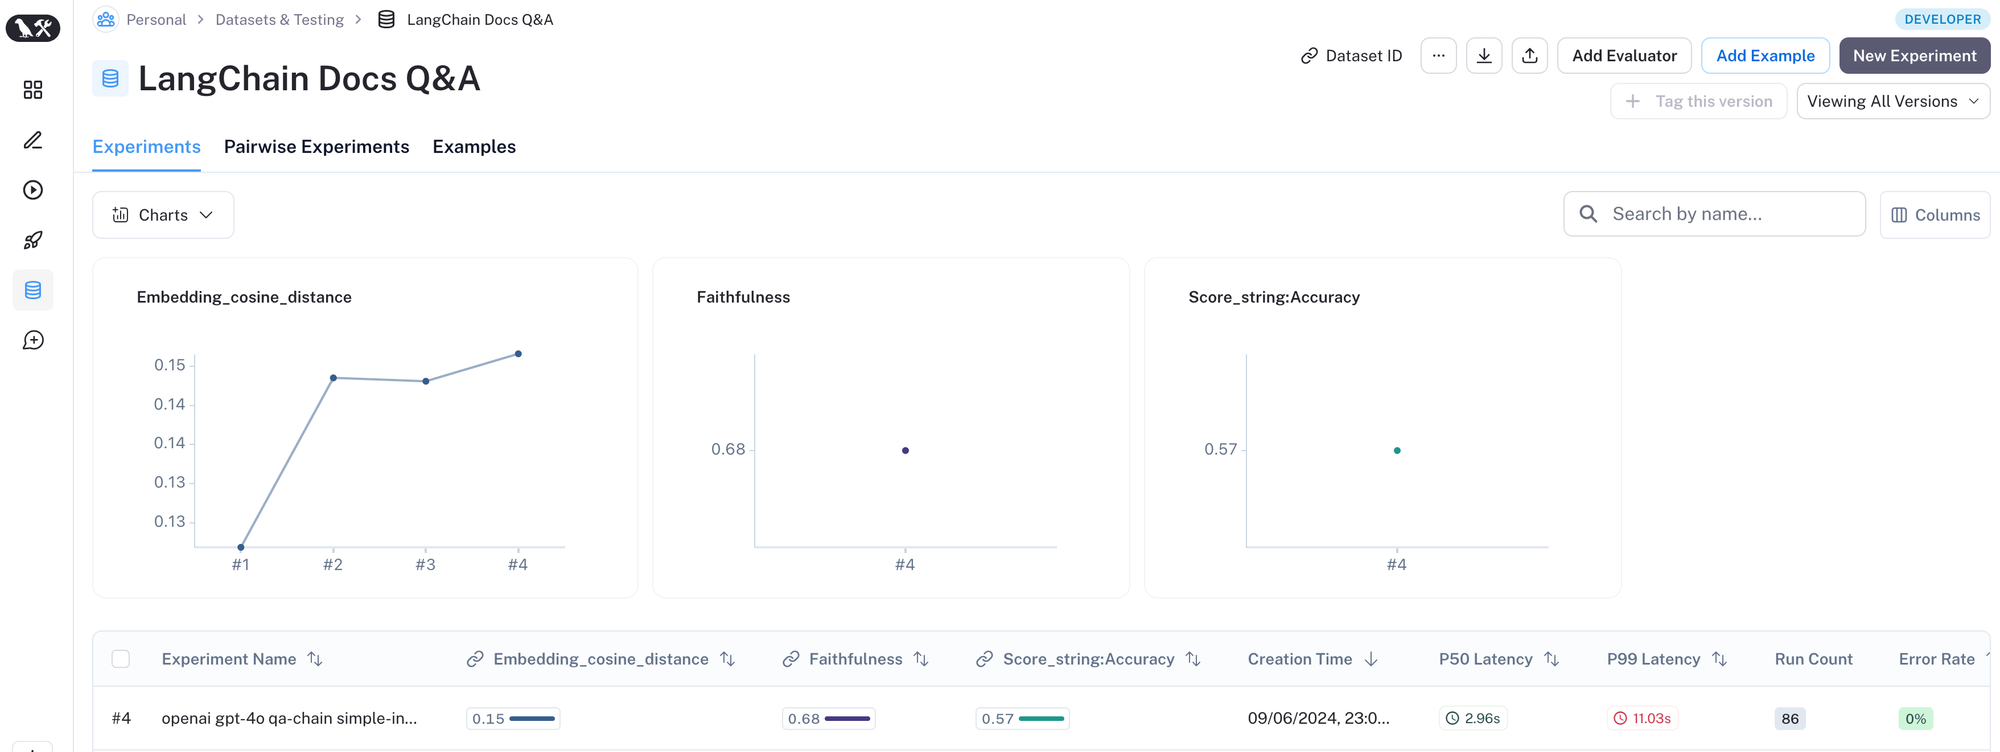 Personal > Datasets & Testing > LangChain Docs Q&A
DEVELOPER
LangChain Docs Q&A
Dataset ID
Add Evaluator
Add Example
New Experiment
+ Tag this version
Viewing All Versions
Experiments
Pairwise Experiments
Examples
Charts
Search by name...
Columns
Embedding_cosine_distance
0.15
0.14
0.14
0.13
0.13
#1 #2 #3 #4
Faithfulness
0.68
#4
Score_string:Accuracy
0.57
#4
Experiment Name Embedding_cosine_distance Faithfulness Score_string:Accuracy Creation Time P50 Latency P99 Latency Run Count Error Rate
#4 openai gpt-4o qa-chain simple-in... 0.15 0.68 0.57 09/06/2024, 23:0... 2.96s 11.03s 86 0%